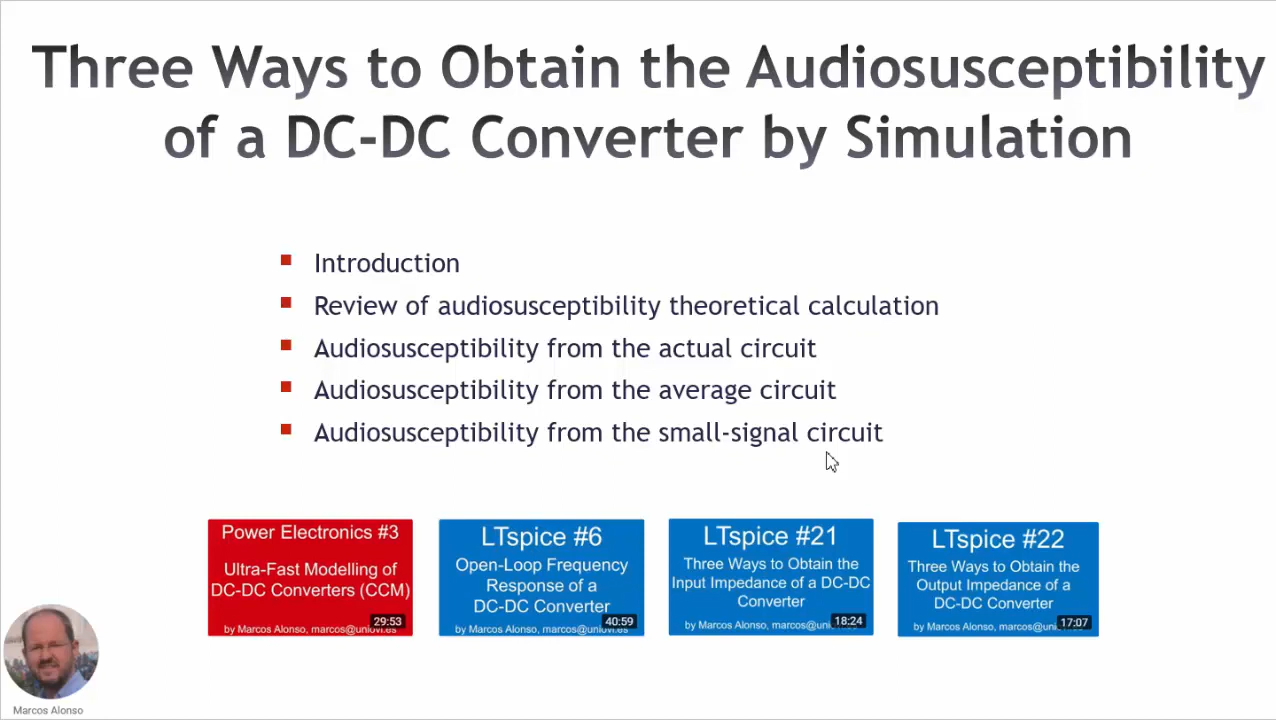 Three Ways to Obtain the Audiosusceptibility
of a DC-DC Converter by Simulation
Introduction
Review of audiosusceptibility theoretical calculation
Audiosusceptibility from the actual circuit
Audiosusceptibility from the average circuit
Audiosusceptibility from the small-signal circuit
Power Electronics #3
Ultra-Fast Modelling of
DC-DC Converters (CCM)
29:53
by Marcos Alonso, marcos@uniovi.es
LTspice #6
Open-Loop Frequency
Response of a
DC-DC Converter
40:59
by Marcos Alonso, marcos@uniovi.es
LTspice #21
Three Ways to Obtain the
Input Impedance of a DC-DC
Converter
18:24
by Marcos Alonso,
LTspice #22
Three Ways to Obtain the
Output Impedance of a
DC-DC Converter
17:07
by Marcos Alonso,
Marcos Alonso